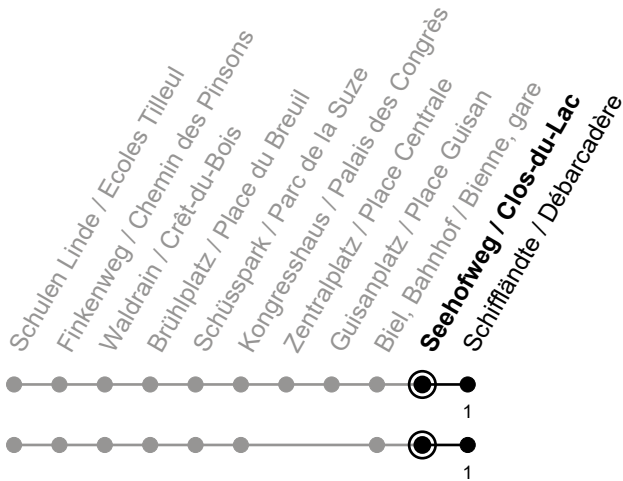 Schulen Linde / Ecoles Tilleul
Finkenweg / Chemin des Pinsons
Waldrain / Crêt-du-Bois
Brühlplatz / Place du Breuil
Schüsspark / Parc de la Suze
Kongresshaus / Palais des Congrès
Zentralplatz / Place Centrale
Guisanplatz / Place Guisan
Biel, Bahnhof / Bienne, gare
Seehofweg / Clos-du-Lac
Schiffländte / Débarcadère
1
1